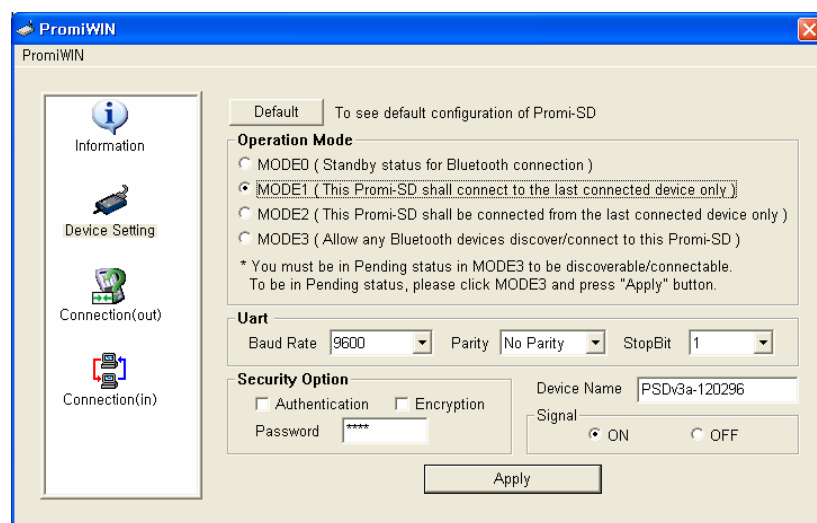 PromiWIN
PromiWIN
Information
Device Setting
Connection(out)
Connection(in)
Default To see default configuration of Promi-SD
Operation Mode
MODE0 ( Standby status for Bluetooth connection )
MODE1 ( This Promi-SD shall connect to the last connected device only )
MODE2 ( This Promi-SD shall be connected from the last connected device only )
MODE3 ( Allow any Bluetooth devices discover/connect to this Promi-SD )
* You must be in Pending status in MODE3 to be discoverable/connectable.
To be in Pending status, please click MODE3 and press "Apply" button.
Uart
Baud Rate 9600 Parity No Parity StopBit 1
Security Option
Authentication Encryption
Password ****
Device Name PSDv3a-120296
Signal
ON OFF
Apply